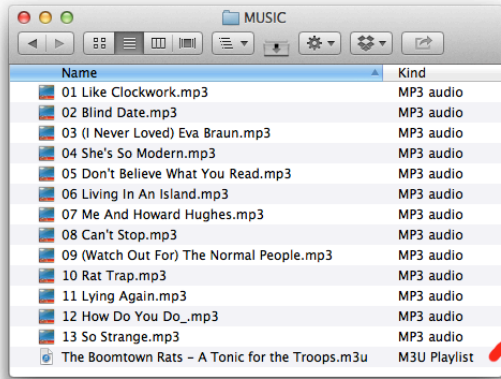 MUSIC
Name Kind
01 Like Clockwork.mp3 MP3 audio
02 Blind Date.mp3 MP3 audio
03 (I Never Loved) Eva Braun.mp3 MP3 audio
04 She's So Modern.mp3 MP3 audio
05 Don't Believe What You Read.mp3 MP3 audio
06 Living In An Island.mp3 MP3 audio
07 Me And Howard Hughes.mp3 MP3 audio
08 Can't Stop.mp3 MP3 audio
09 (Watch Out For) The Normal People.mp3 MP3 audio
10 Rat Trap.mp3 MP3 audio
11 Lying Again.mp3 MP3 audio
12 How Do You Do_.mp3 MP3 audio
13 So Strange.mp3 MP3 audio
The Boomtown Rats – A Tonic for the Troops.m3u M3U Playlist